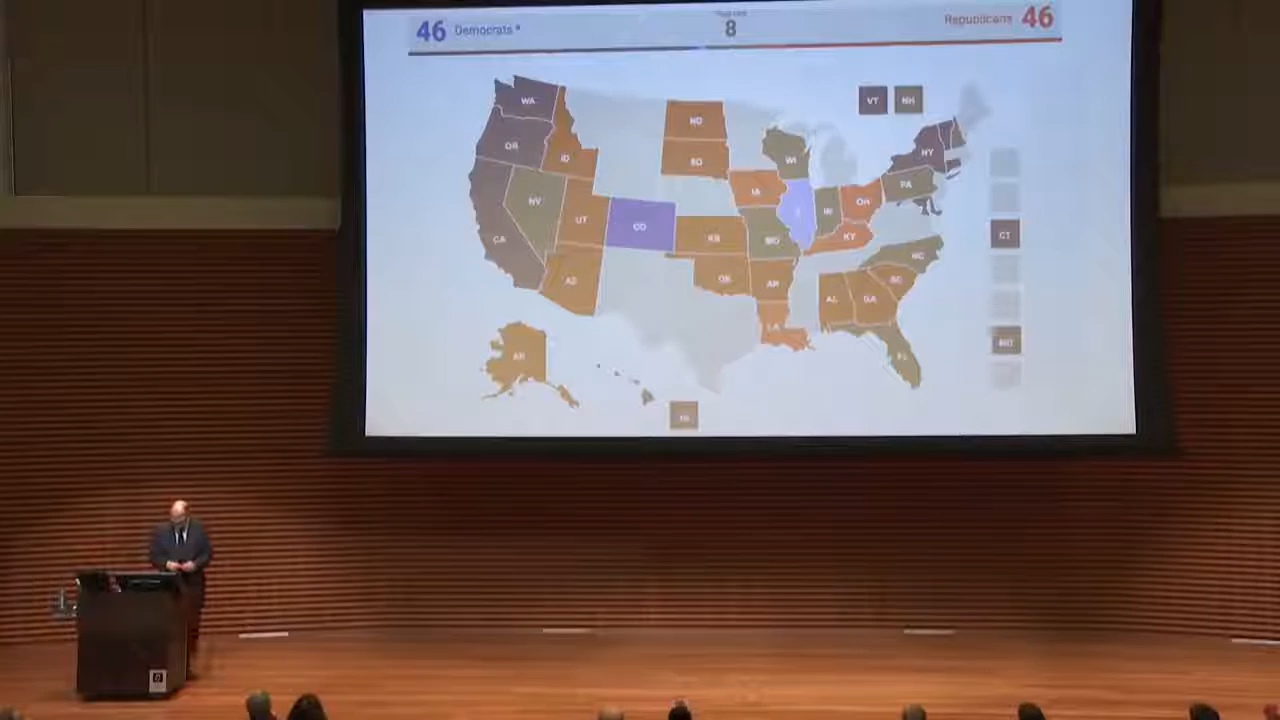 46 Democrats * 8 Republicans 46
WA
VT NH
ND
OR
ID
SD
WI
NY
IA
PA
NV
UT
CO
IL
IN
OH
CT
CA
KS
MO
KY
NC
AZ
OK
AR
SC
AL
GA
LA
AK
FL
HI